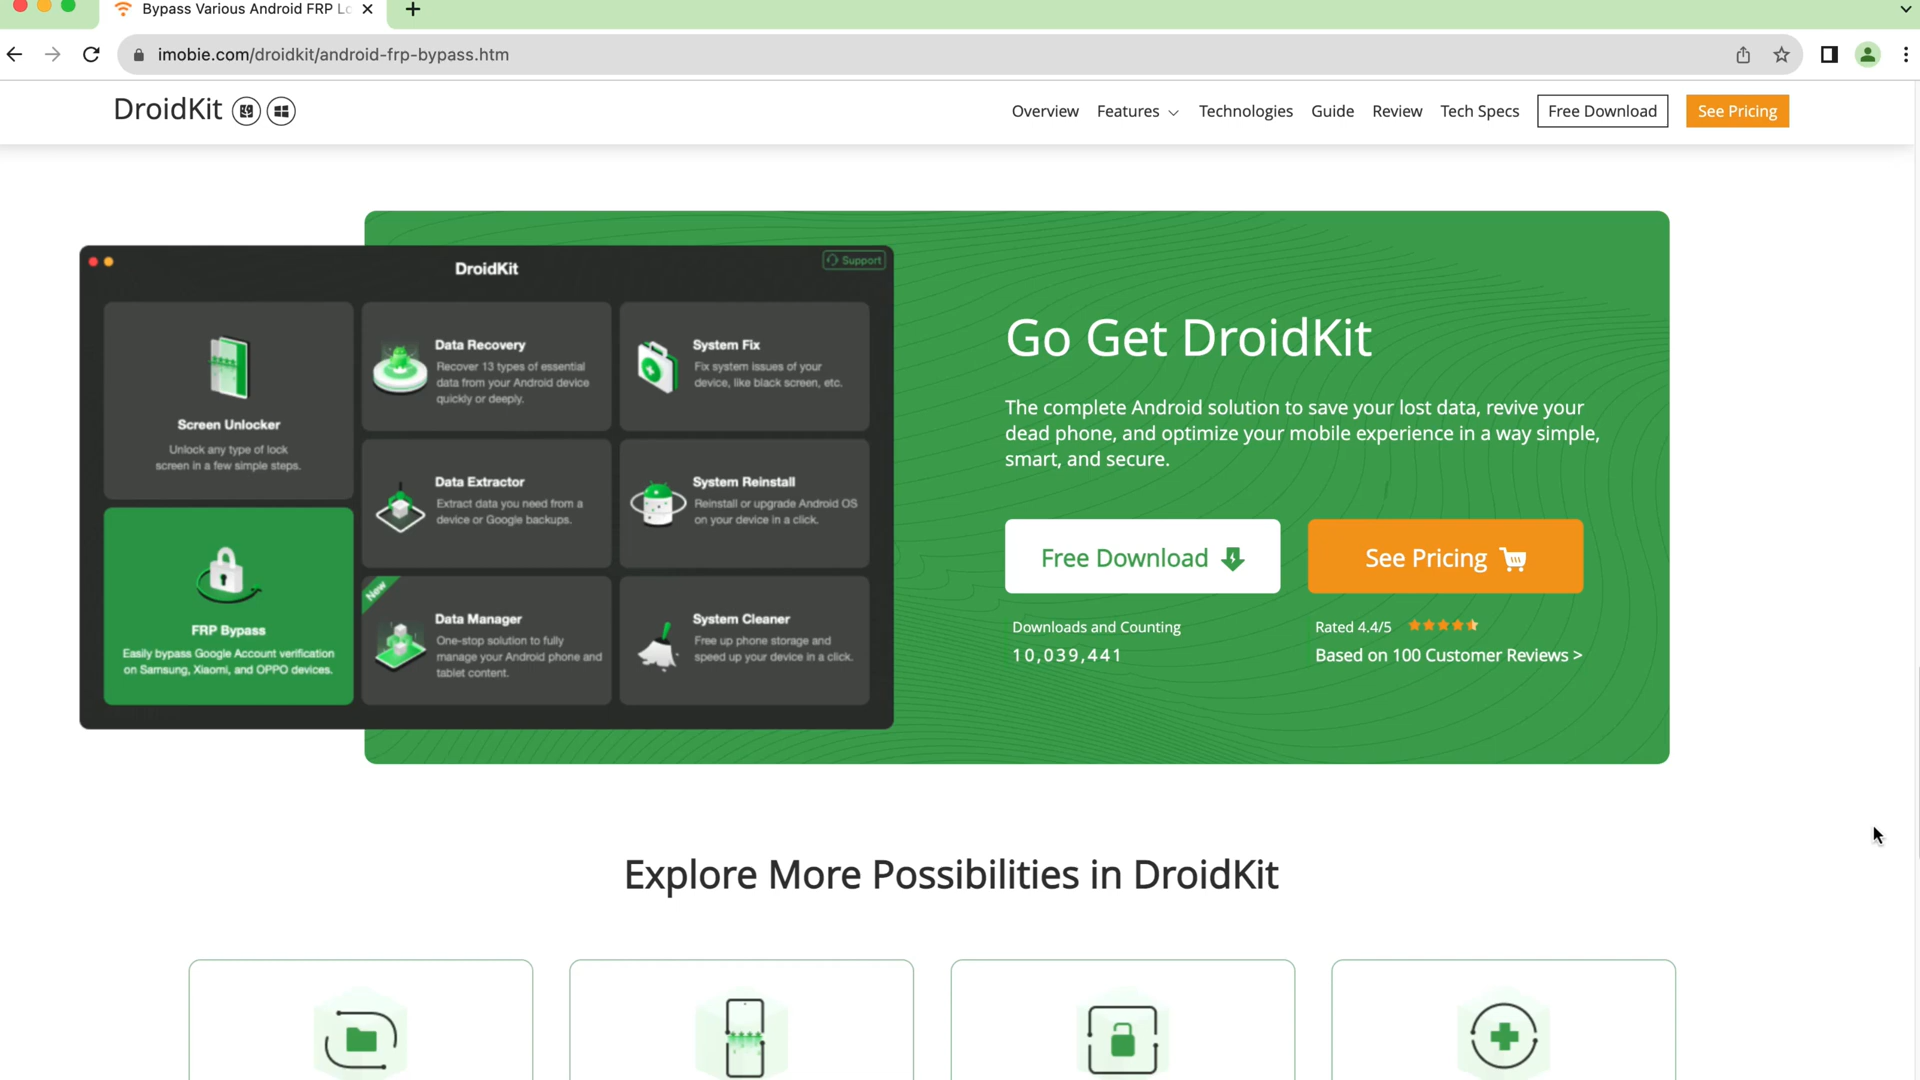 Bypass Various Android FRP Lo
imobie.com/droidkit/android-frp-bypass.htm
DroidKit
Overview
Features
Technologies
Guide
Review
Tech Specs
Free Download
See Pricing
DroidKit
Support
Screen Unlocker
Unlock any type of lock
screen in a few simple steps.
Data Recovery
Recover 13 types of essential
data from your Android device
quickly or deeply.
System Fix
Fix system issues of your
device, like black screen, etc.
Data Extractor
Extract data you need from a
device or Google backups.
System Reinstall
Reinstall or upgrade Android OS
on your device in a click.
FRP Bypass
Easily bypass Google Account verification
on Samsung, Xiaomi, and OPPO devices.
New
Data Manager
One-stop solution to fully
manage your Android phone and
tablet content.
System Cleaner
Free up phone storage and
speed up your device in a click.
Go Get DroidKit
The complete Android solution to save your lost data, revive your
dead phone, and optimize your mobile experience in a way simple,
smart, and secure.
Free Download
See Pricing
Downloads and Counting
10,039,441
Rated 4.4/5
Based on 100 Customer Reviews >
Explore More Possibilities in DroidKit